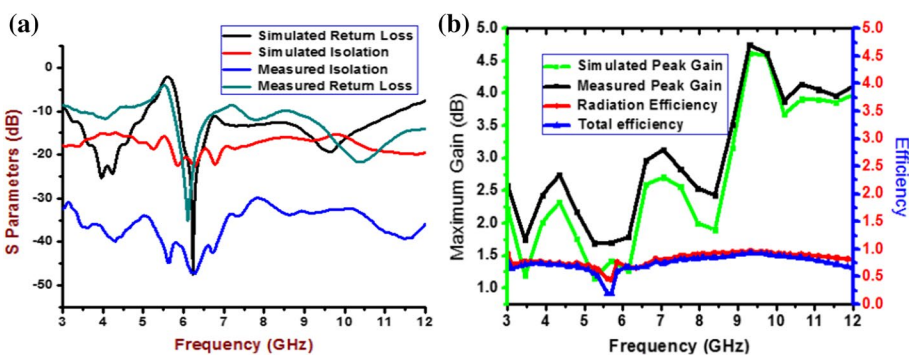 (a)
Simulated Return Loss
Simulated Isolation
Measured Isolation
Measured Return Loss
0
-10
-20
-30
-40
-50
S Parameters (dB)
3 4 5 6 7 8 9 10 11 12
Frequency (GHz)
(b)
Simulated Peak Gain
Measured Peak Gain
Radiation Efficiency
Total efficiency
5.0
4.5
4.0
3.5
3.0
2.5
2.0
1.5
1.0
Maximum Gain (dB)
5.0
4.5
4.0
3.5
3.0
2.5
2.0
1.5
1.0
0.5
0.0
Efficiency
3 4 5 6 7 8 9 10 11 12
Frequency (GHz)